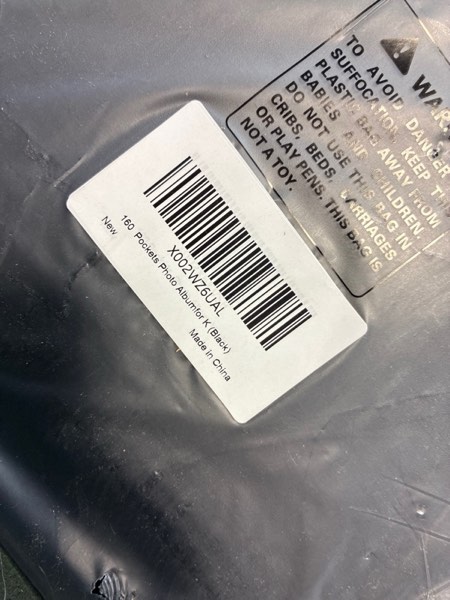 WAR
TO AVOID DANGER
SUFFOCATION, KEEP
PLASTIC BAG AWAY FROM
BABIES AND CHILDREN.
DO NOT USE THIS BAG IN
CRIBS, BEDS, CARRIAGES
OR PLAY PENS. THIS BAG IS
NOT A TOY.
X002WZ6UAL
160 Pockets Photo Albumfor K (Black)
New
Made in China